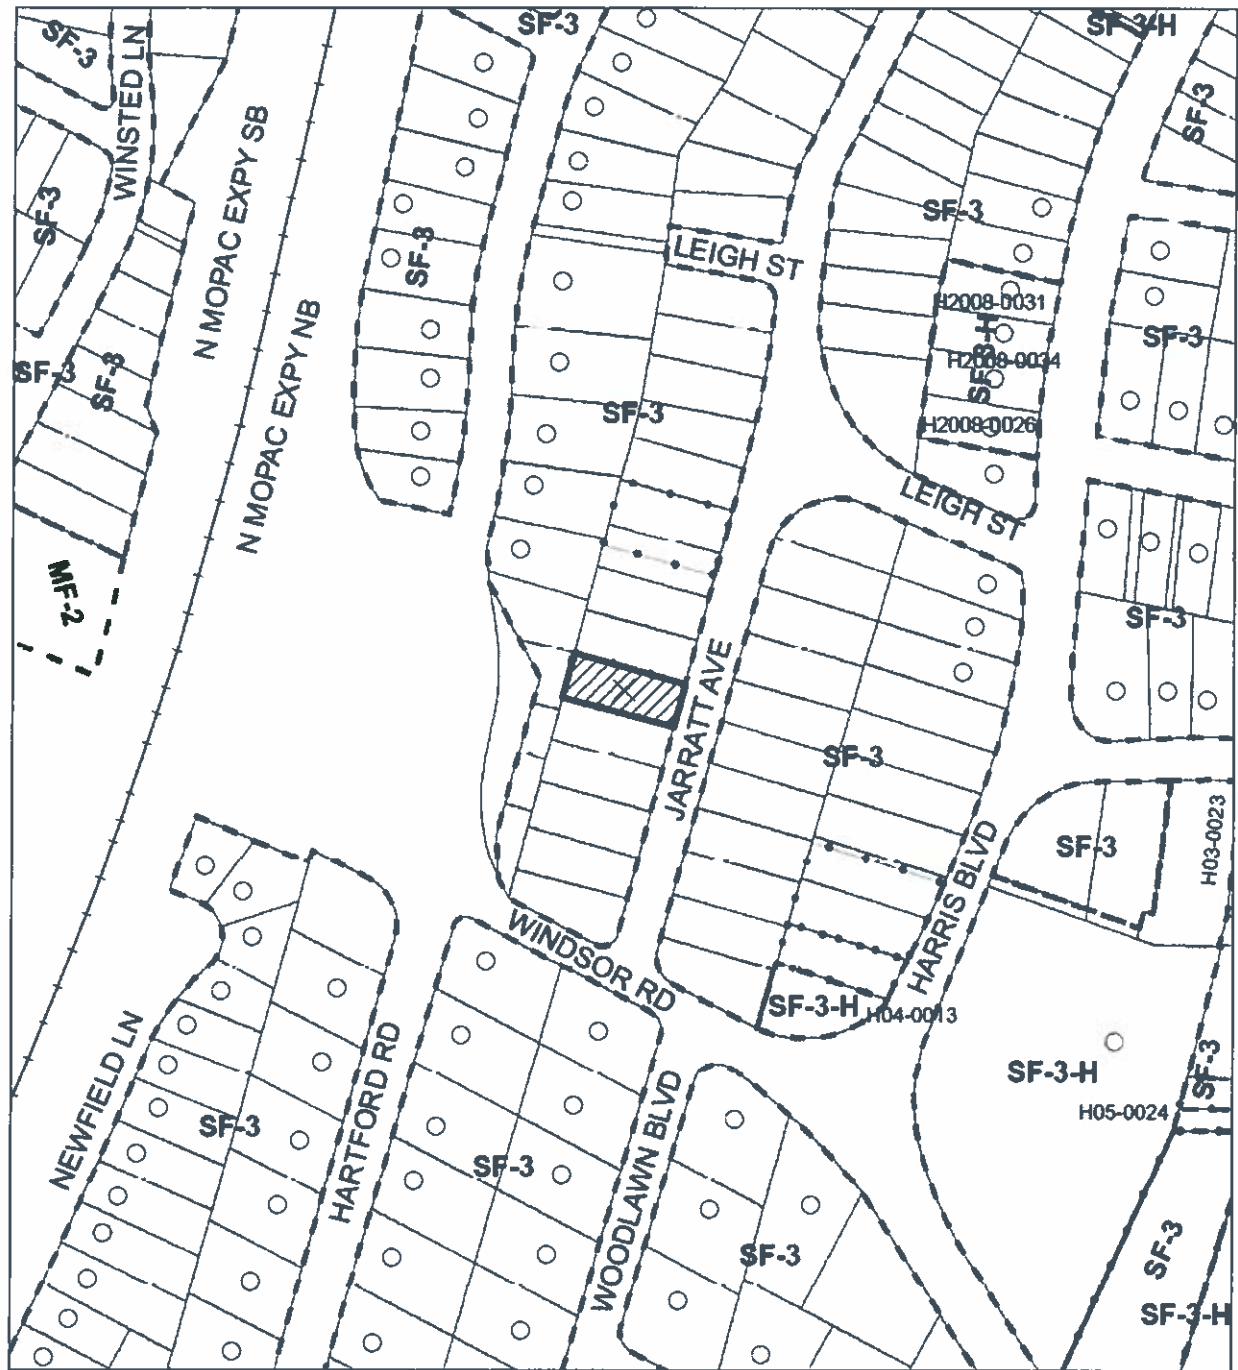 SF-3
SF-3
SF-3-H
WINSTED LN
SF-3
N MOPAC EXPY SB
SF-3
SF-3
SF-3
LEIGH ST
H2008-0031
N MOPAC EXPY NB
SF-3
SF-3-H
H2008-0034
SF-3
SF-3
SF-3
H2008-0026
LEIGH ST
MF-2
SF-3
JARRATT AVE
SF-3
HARRIS BLVD
SF-3
H03-0023
WINDSOR RD
SF-3-H
H04-0013
SF-3-H
SF-3
H05-0024
NEWFIELD LN
SF-3
HARTFORD RD
SF-3
WOODLAWN BLVD
SF-3
SF-3
SF-3-H